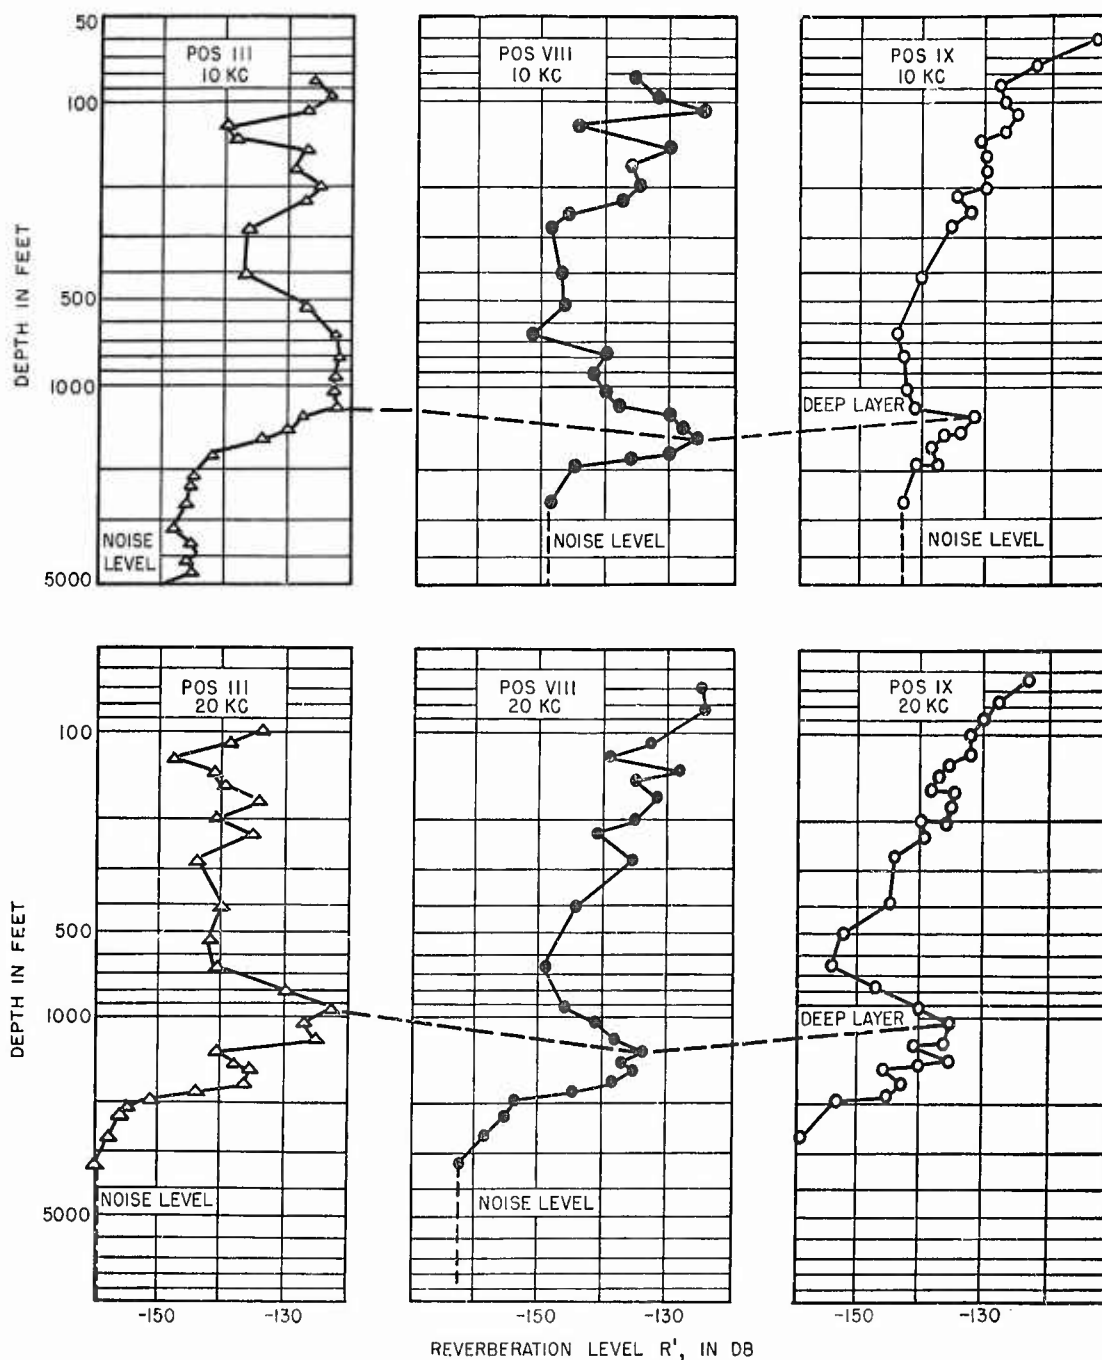 50
POS III
10 KC
POS VIII
10 KC
POS IX
10 KC
100
500
1000
5000
DEPTH IN FEET
DEEP LAYER
NOISE
LEVEL
NOISE LEVEL
NOISE LEVEL
POS III
20 KC
POS VIII
20 KC
POS IX
20 KC
100
500
1000
5000
DEPTH IN FEET
DEEP LAYER
NOISE LEVEL
NOISE LEVEL
-150 -130 -150 -130 -150 -130
REVERBERATION LEVEL R', IN DB